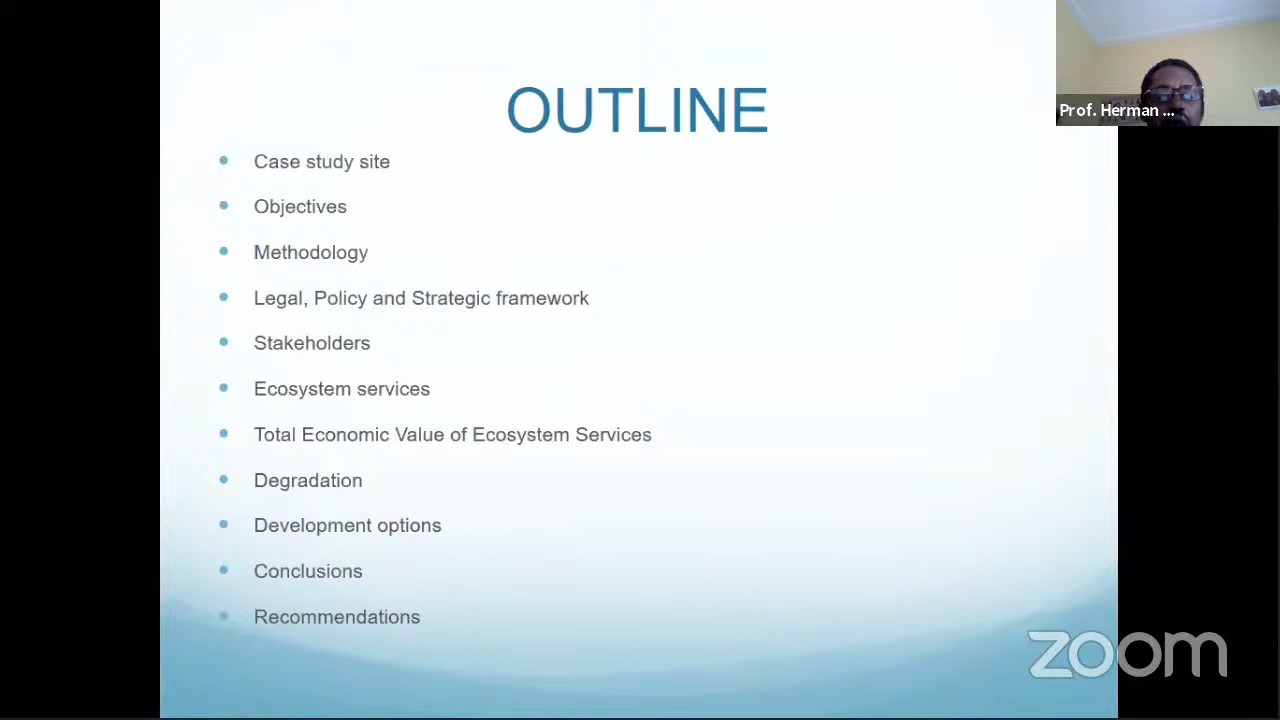 OUTLINE
Prof. Herman ...
Case study site
Objectives
Methodology
Legal, Policy and Strategic framework
Stakeholders
Ecosystem services
Total Economic Value of Ecosystem Services
Degradation
Development options
Conclusions
Recommendations
zoom